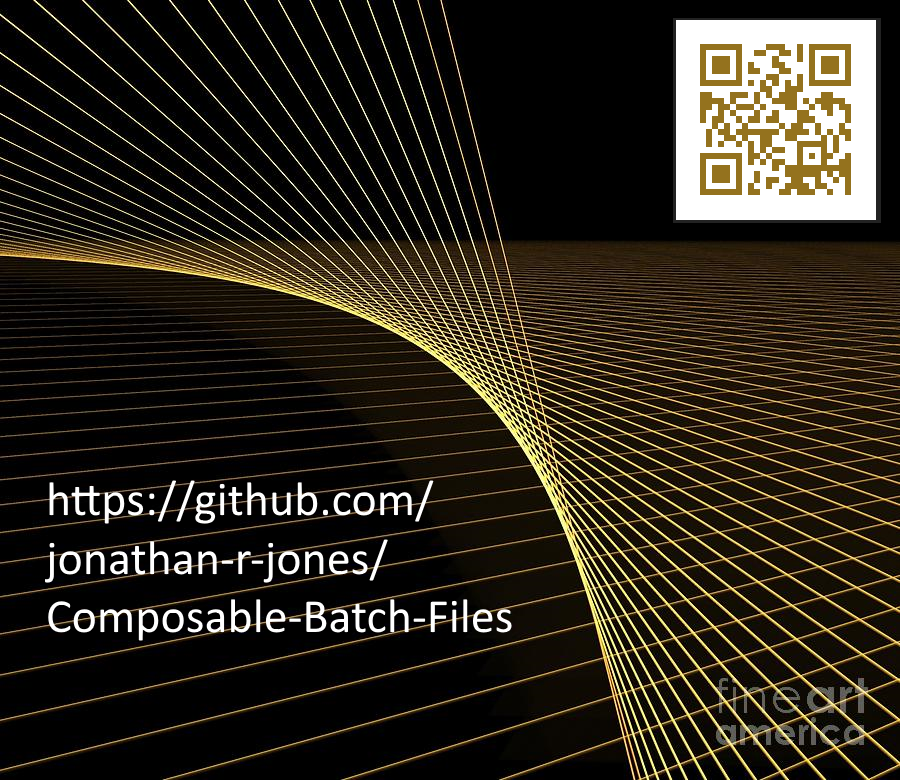 https://github.com/
jonathan-r-jones/
Composable-Batch-Files
fineart
america